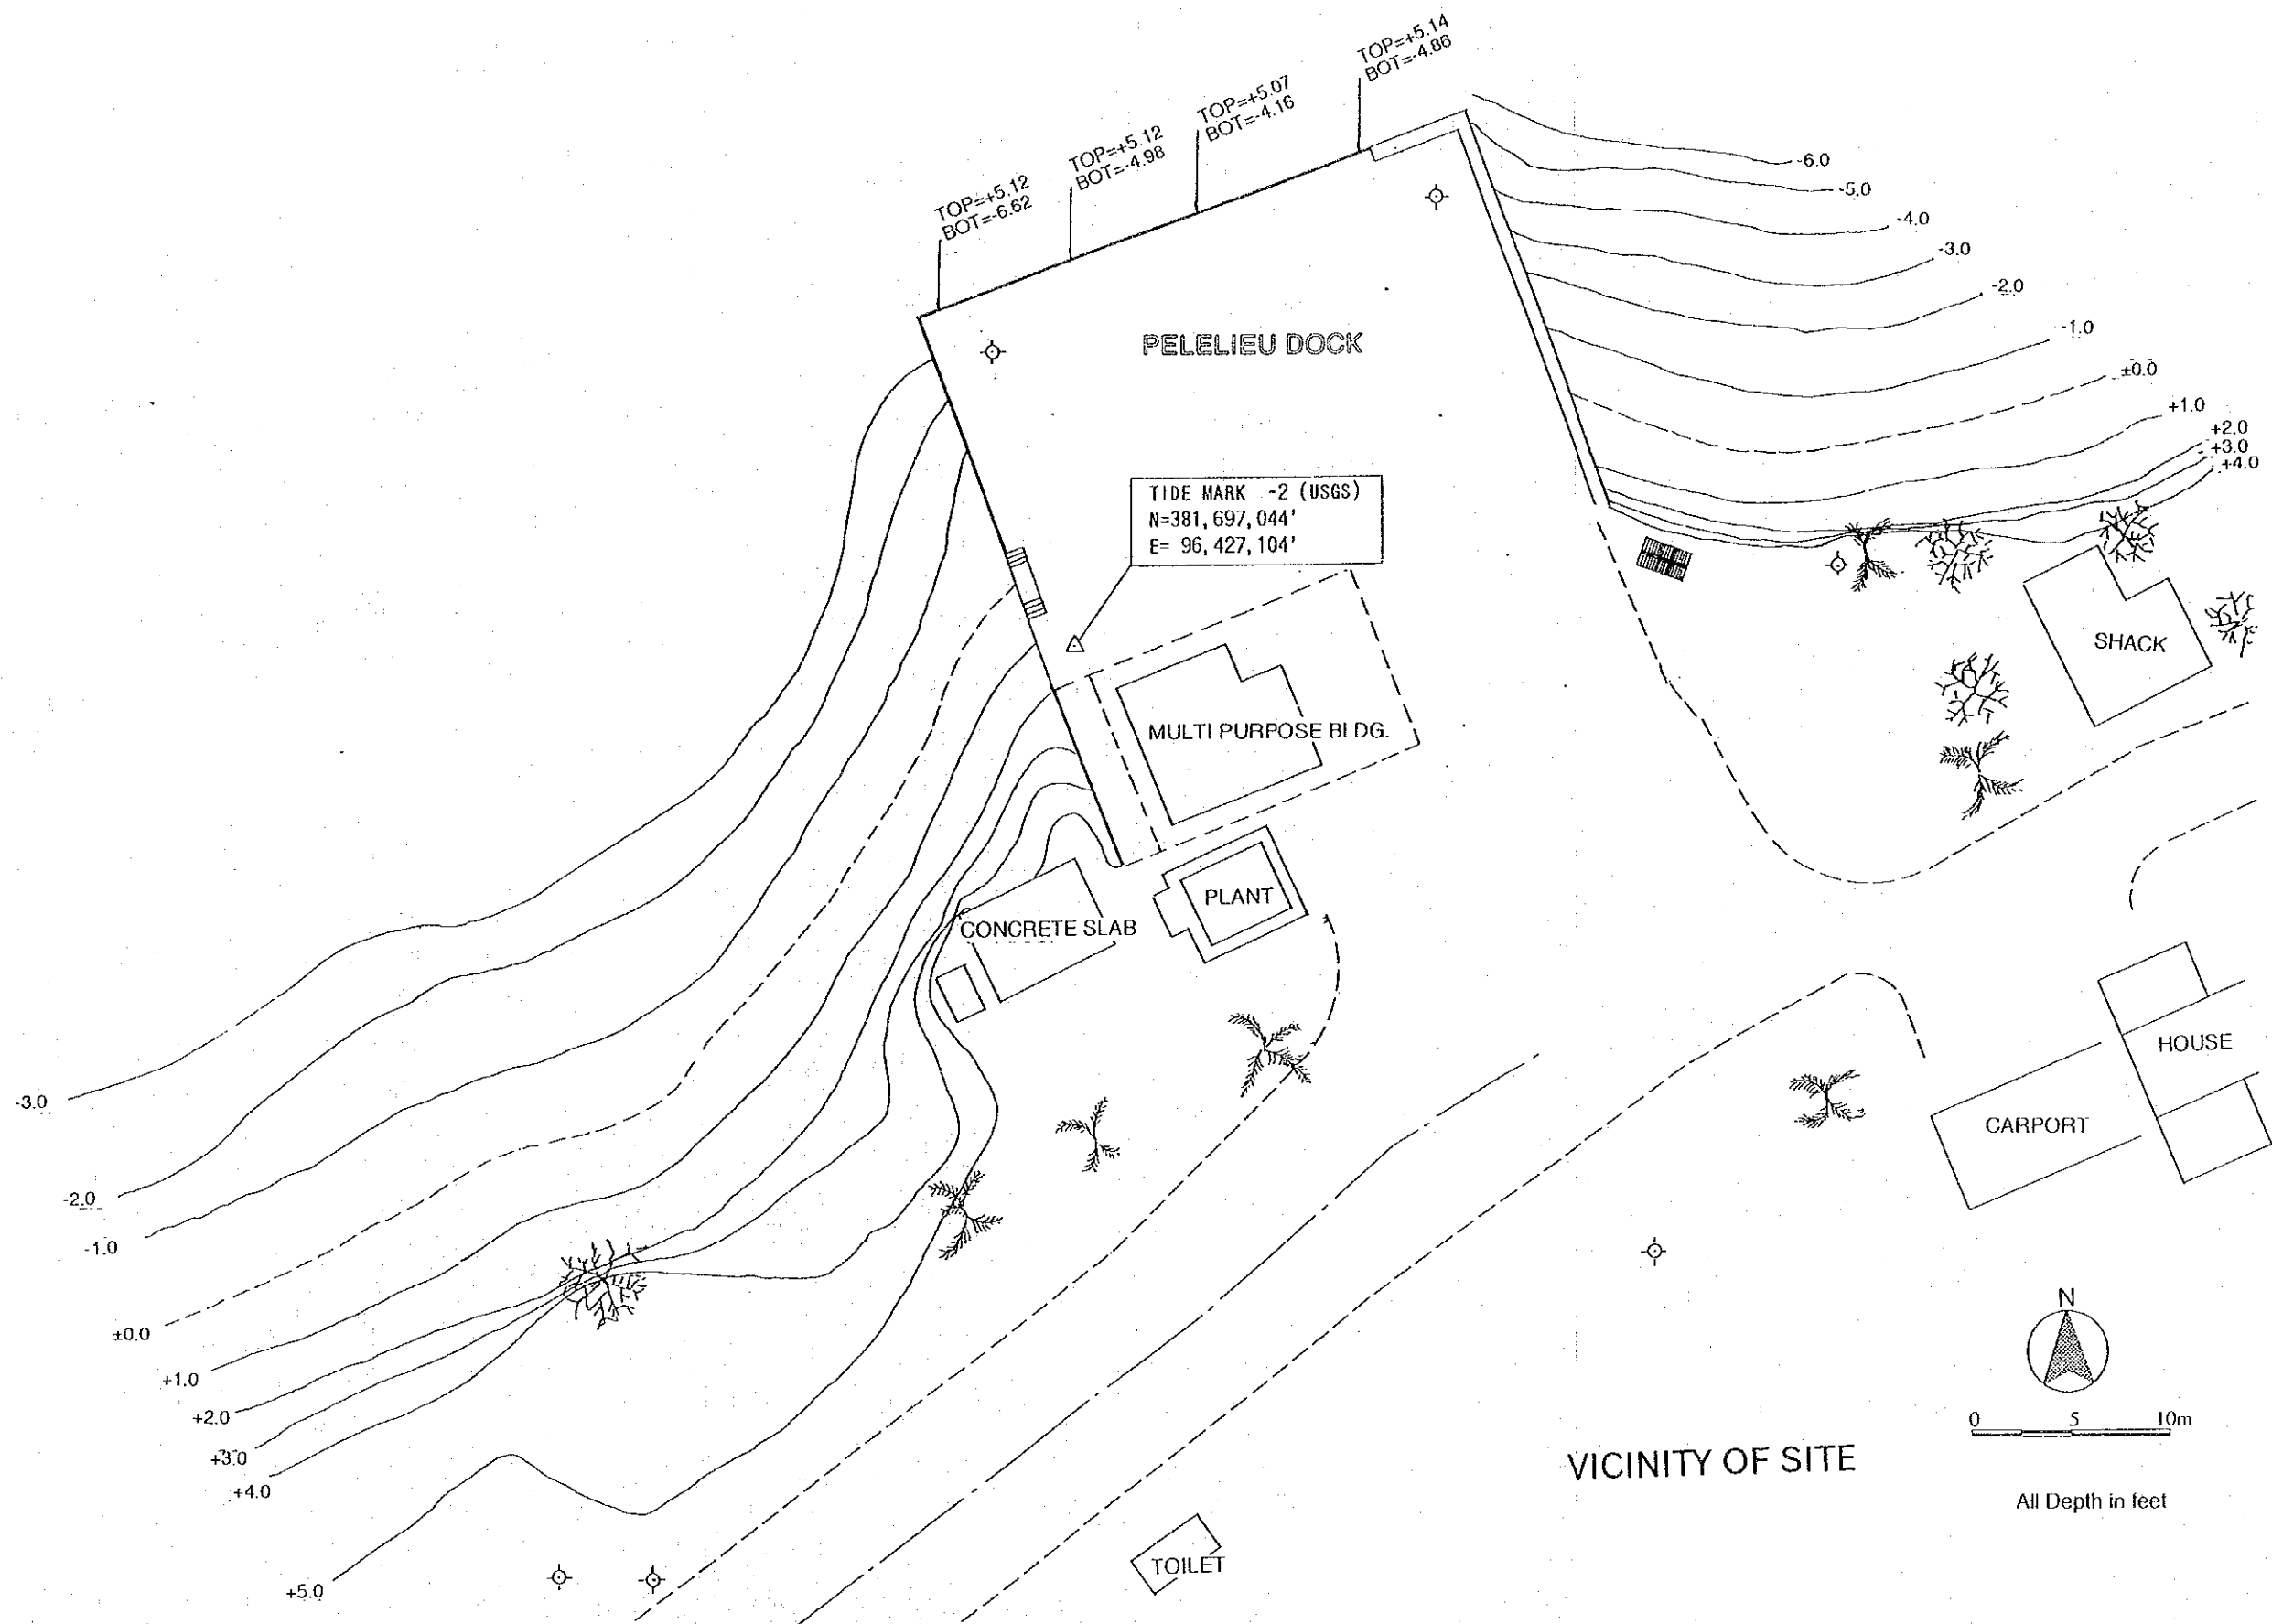 TOP=+5.14
BOT=-4.86
TOP=+5.07
BOT=-4.16
TOP=+5.12
BOT=-4.98
TOP=+5.12
BOT=-6.62
-6.0
-5.0
-4.0
-3.0
-2.0
-1.0
±0.0
+1.0
+2.0
+3.0
+4.0
PELELIEU DOCK
TIDE MARK -2 (USGS)
N=381,697,044'
E= 96,427,104'
SHACK
MULTI PURPOSE BLDG.
PLANT
CONCRETE SLAB
HOUSE
CARPORT
-3.0
-2.0
-1.0
±0.0
+1.0
+2.0
+3.0
+4.0
+5.0
N
0 5 10m
VICINITY OF SITE
All Depth in feet
TOILET